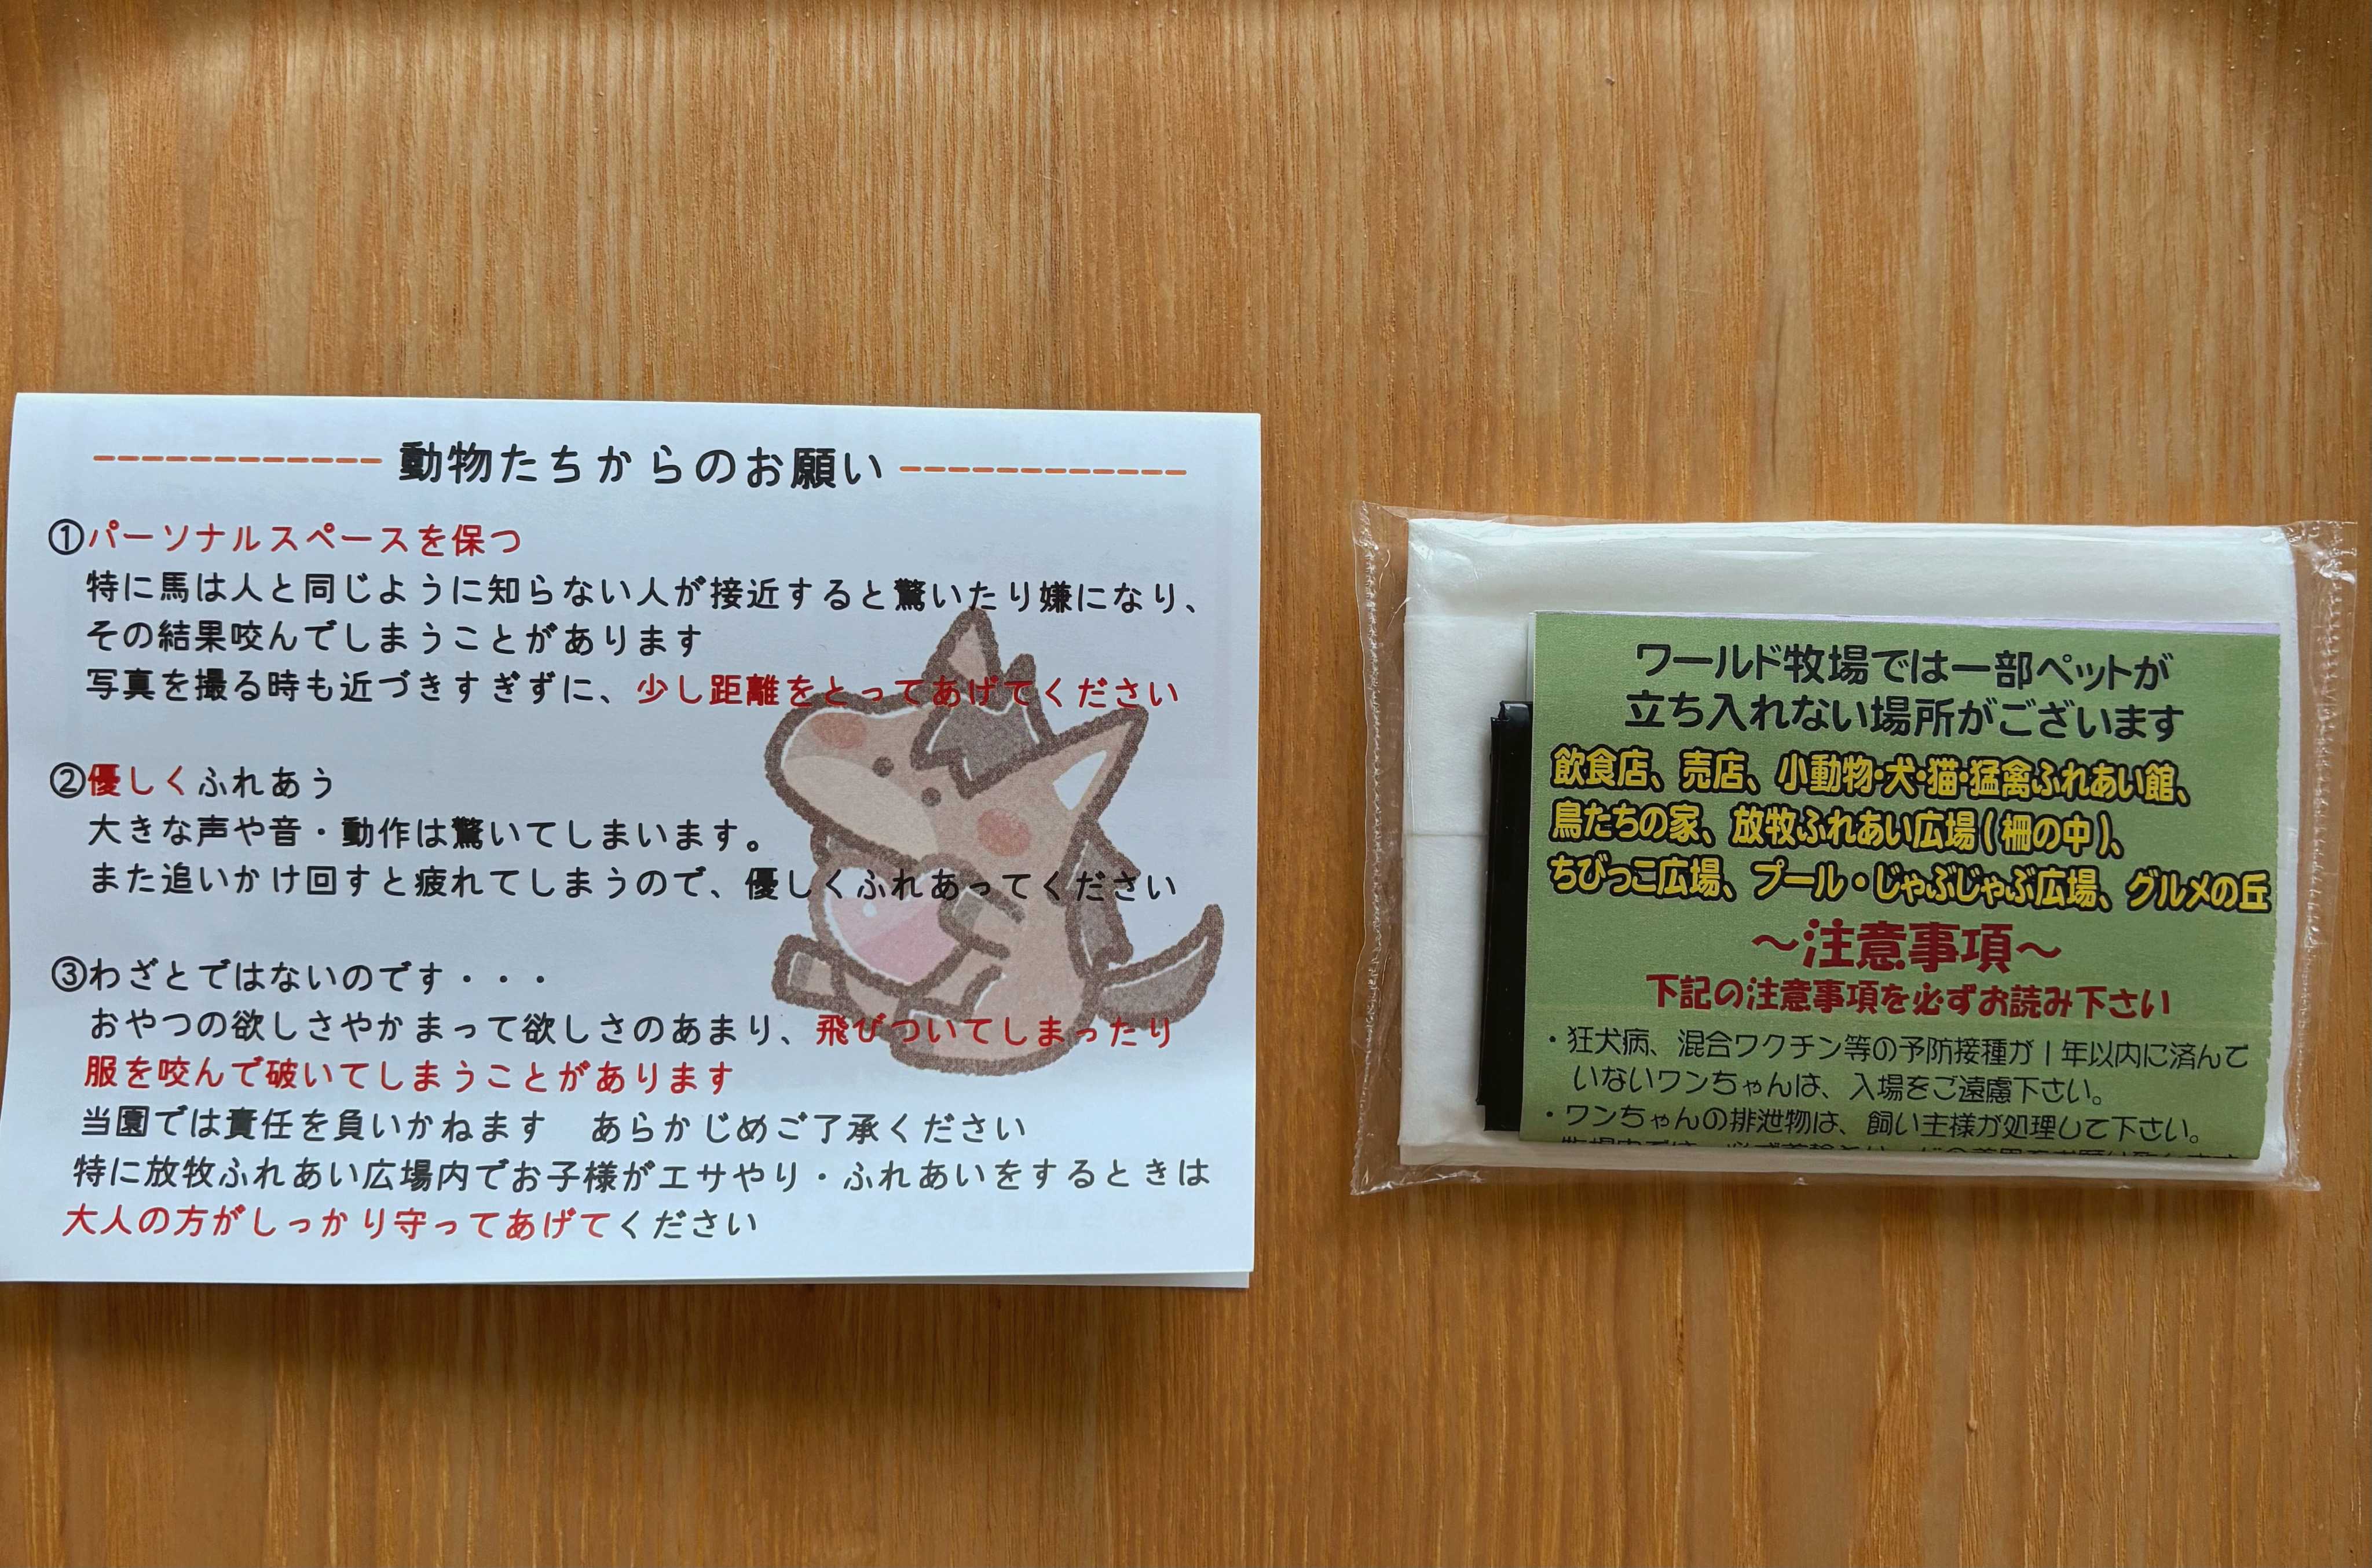 動物たちからのお願い
①パーソナルスペースを保つ
特に馬は人と同じように知らない人が接近すると驚いたり嫌になり、
その結果咬んでしまうことがあります
写真を撮る時も近づきすぎずに、少し距離をとってあげてください
②優しくふれあう
大きな声や音・動作は驚いてしまいます。
また追いかけ回すと疲れてしまうので、優しくふれあってください
③わざとではないのです・・・
おやつの欲しさやかまって欲しさのあまり、飛びついてしまったり
服を咬んで破いてしまうことがあります
当園では責任を負いかねます　あらかじめご了承ください
特に放牧ふれあい広場内でお子様がエサやり・ふれあいをするときは
大人の方がしっかり守ってあげてください
ワールド牧場では一部ペットが
立ち入れない場所がございます
飲食店、売店、小動物・犬・猫・猛禽ふれあい館、
鳥たちの家、放牧ふれあい広場(柵の中)、
ちびっこ広場、プール・じゃぶじゃぶ広場、グルメの丘
～注意事項～
下記の注意事項を必ずお読み下さい
・狂犬病、混合ワクチン等の予防接種が1年以内に済んで
いないワンちゃんは、入場をご遠慮下さい。
・ワンちゃんの排泄物は、飼い主様が処理して下さい。